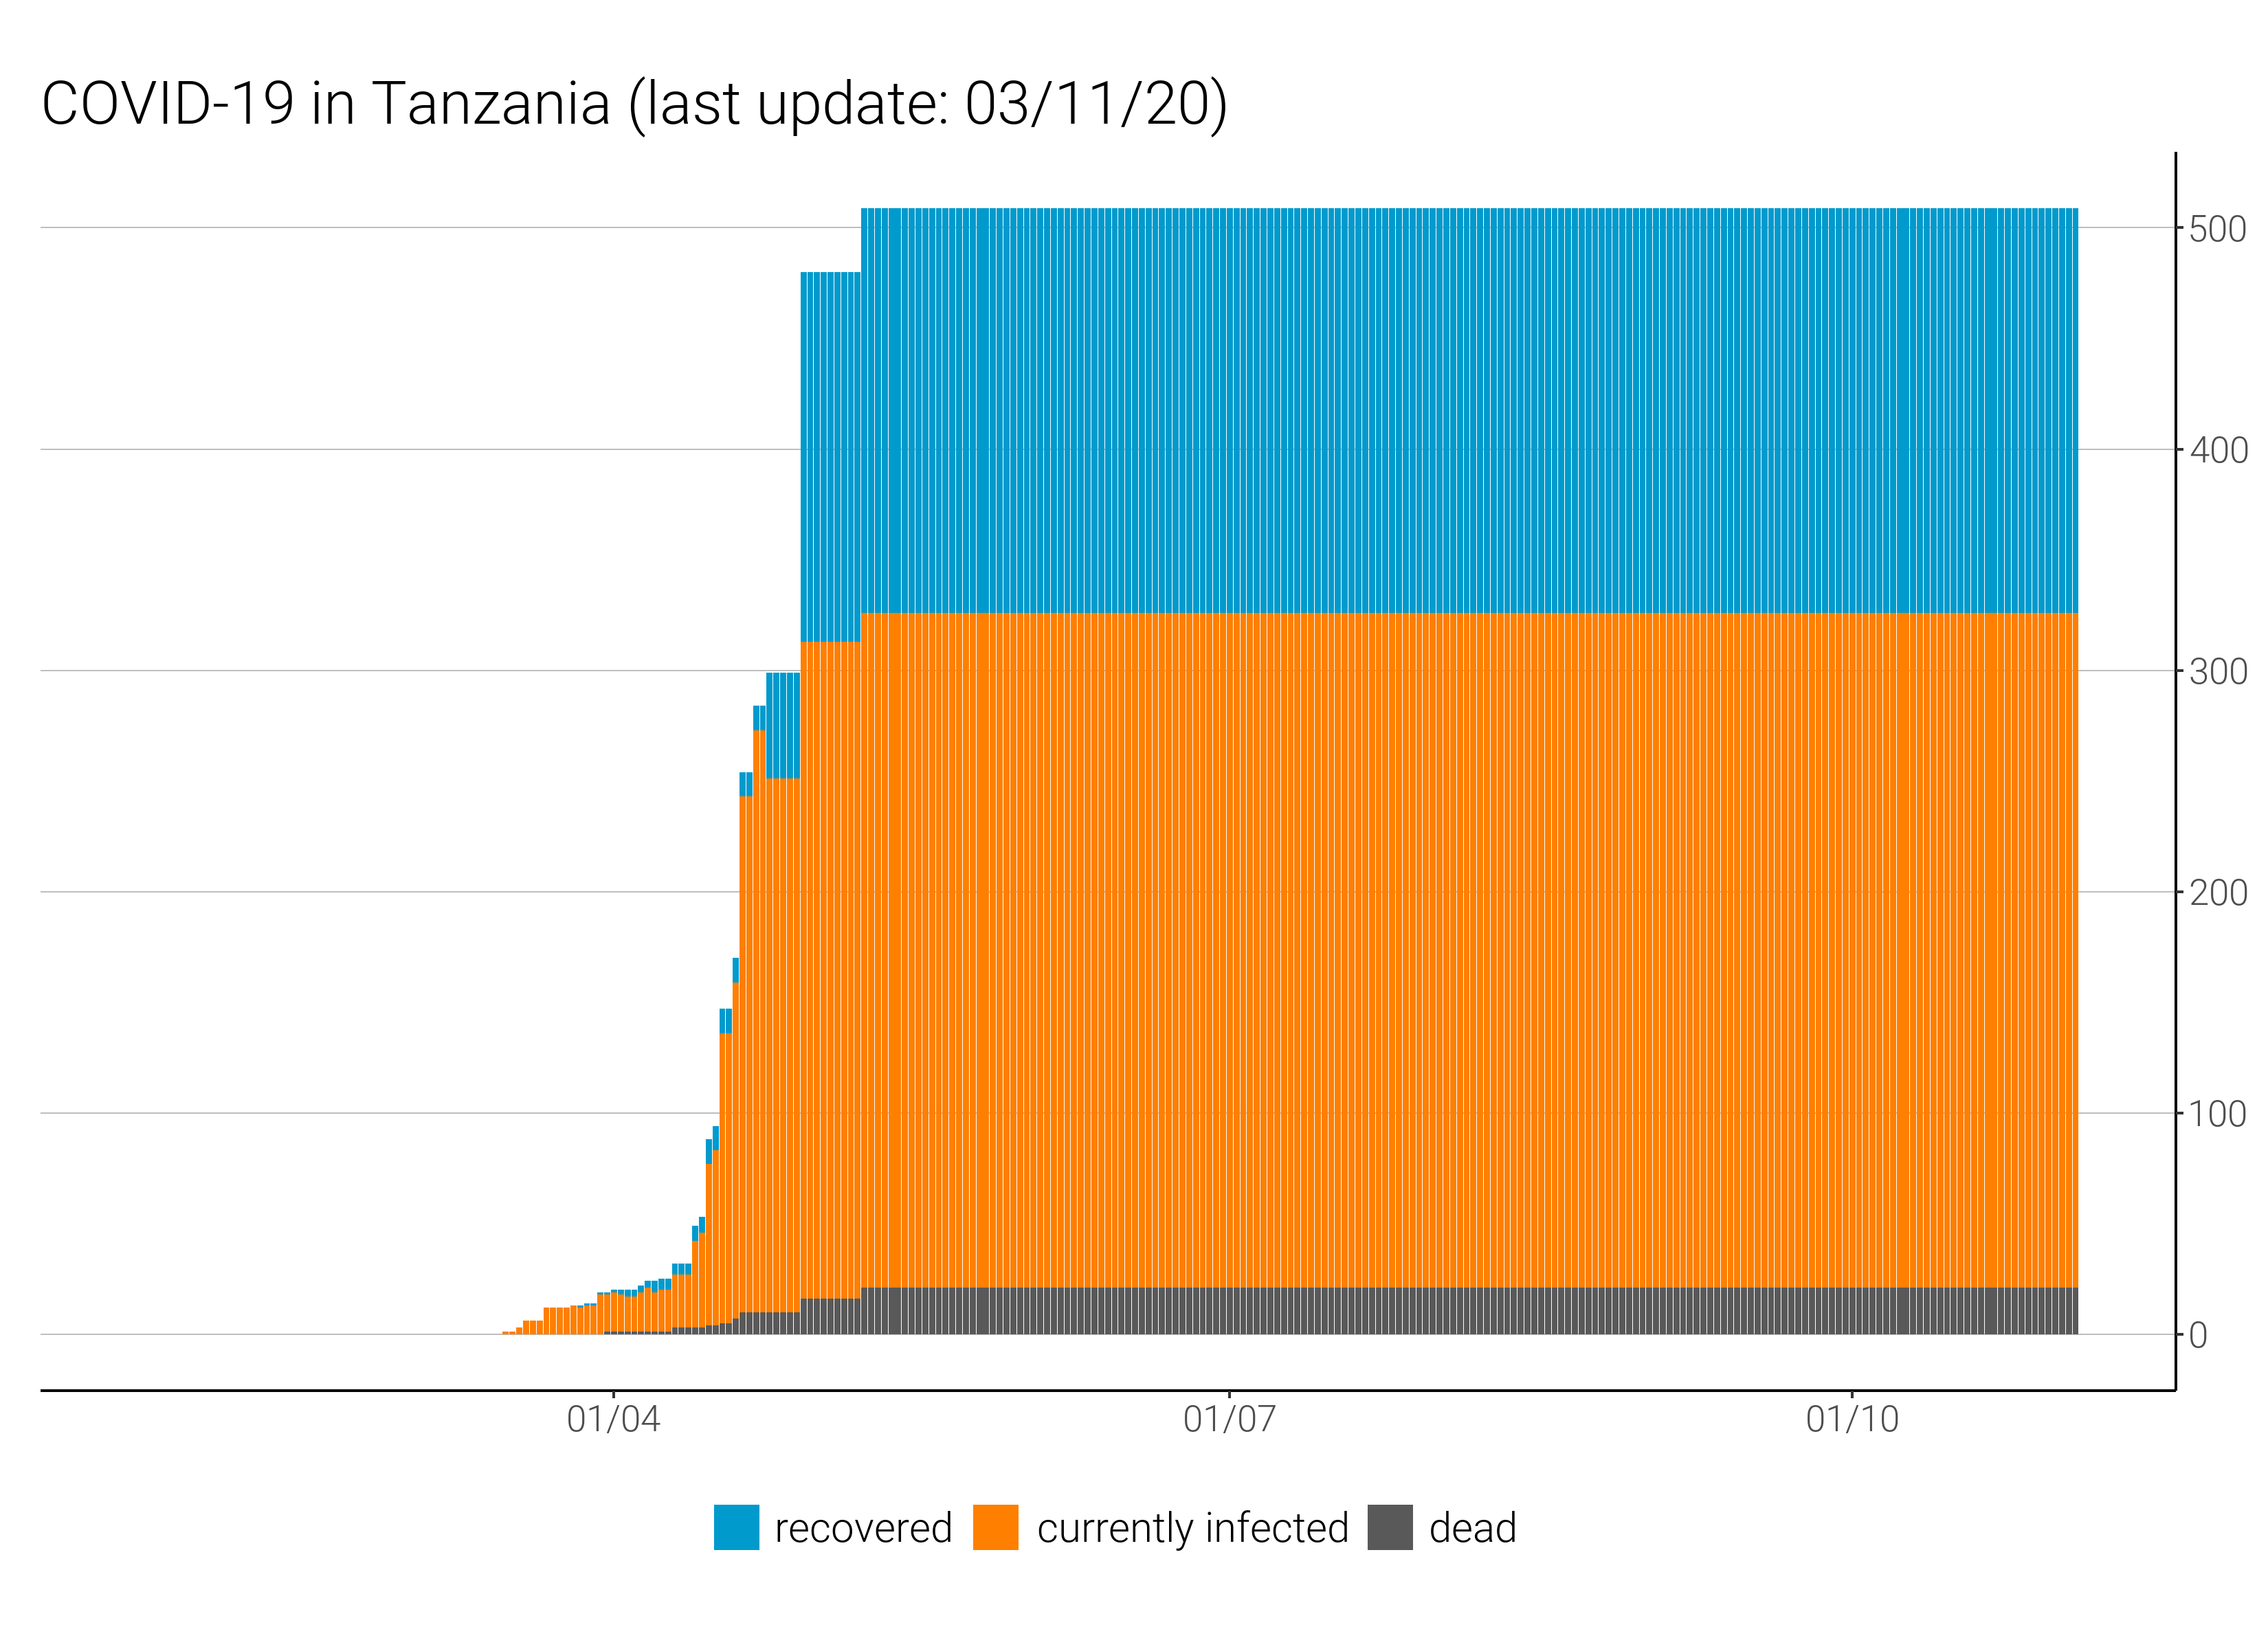 COVID-19 in Tanzania (last update: 03/11/20)
500
400
300
200
100
0
01/04 01/07 01/10
recovered currently infected dead